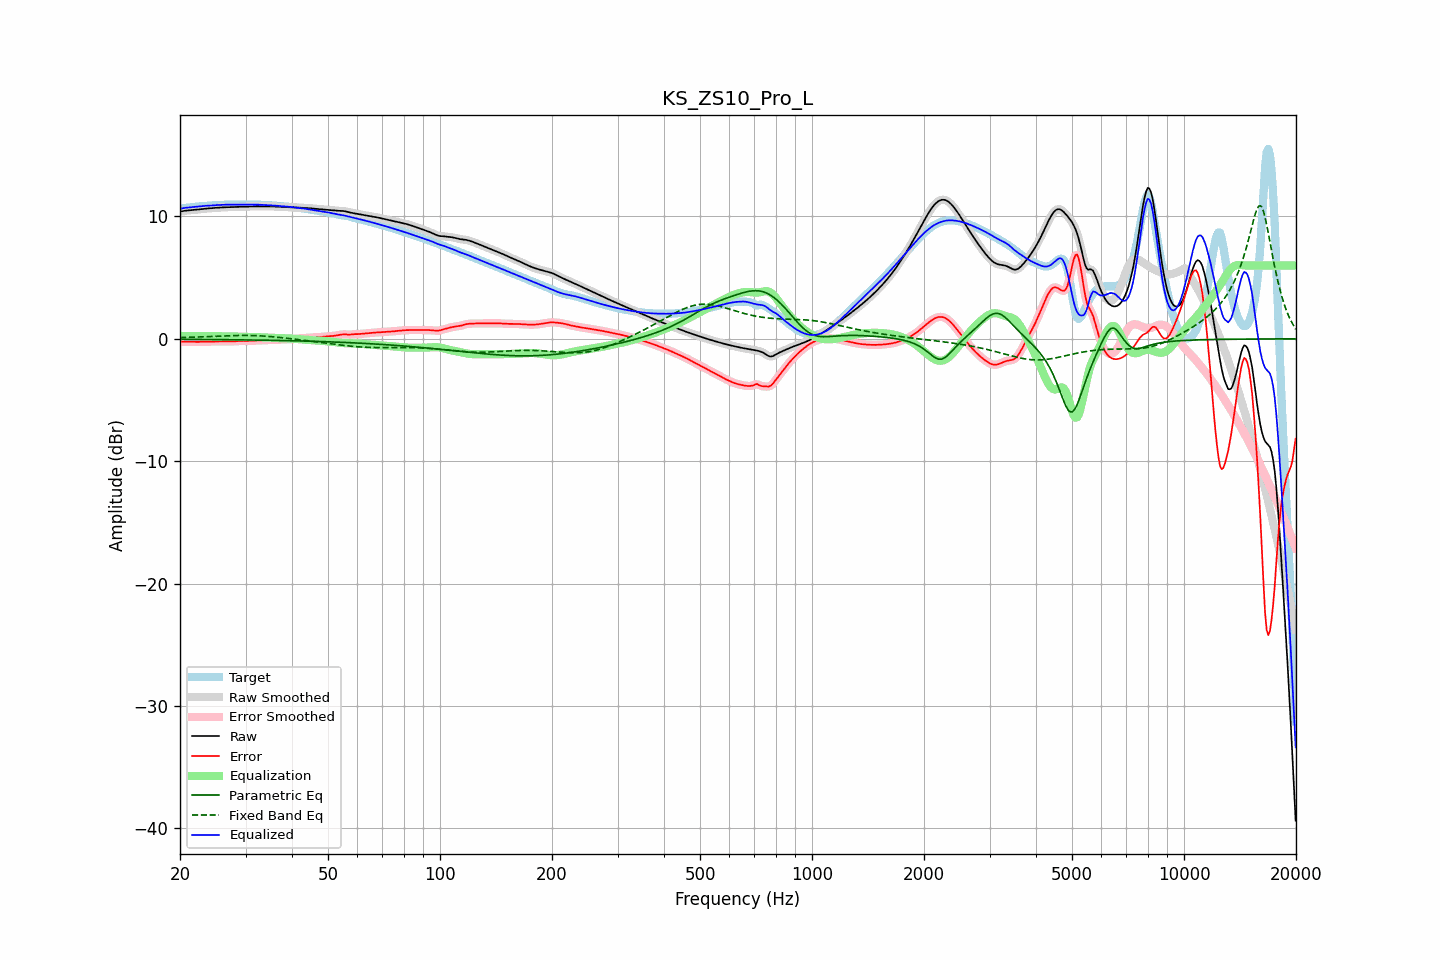 KS_ZS10_Pro_L
Amplitude (dBr)
10
0
−10
−20
−30
−40
Target
Raw Smoothed
Error Smoothed
Raw
Error
Equalization
Parametric Eq
Fixed Band Eq
Equalized
20 50 100 200 500 1000 2000 5000 10000 20000
Frequency (Hz)